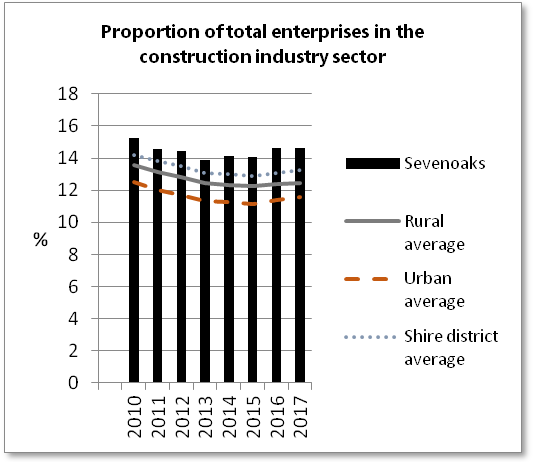 Proportion of total enterprises in the
construction industry sector
18
16
14
12
10
8
6
4
2
0
%
2010
2011
2012
2013
2014
2015
2016
2017
Sevenoaks
Rural
average
Urban
average
Shire district
average